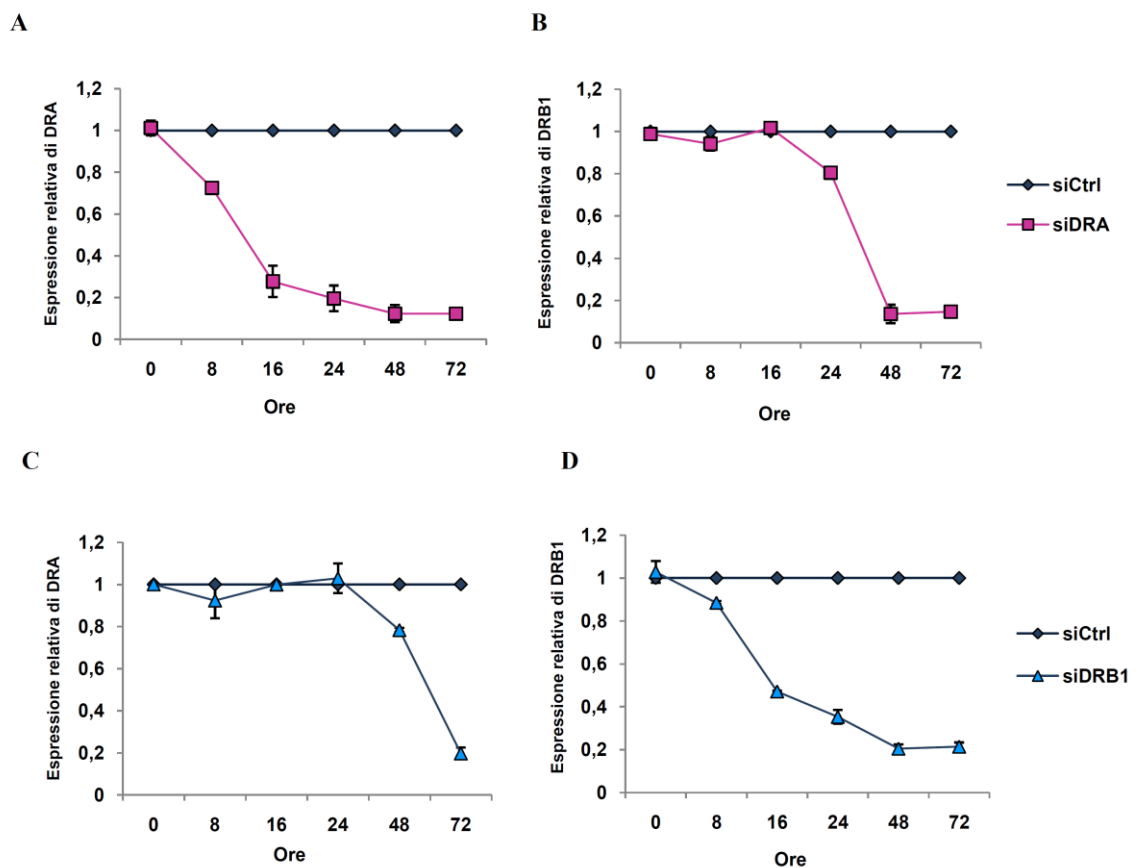 A
B
Espressione relativa di DRA
1,2
1
0,8
0,6
0,4
0,2
0
0 8 16 24 48 72
Ore
Espressione relativa di DRB1
1,2
1
0,8
0,6
0,4
0,2
0
0 8 16 24 48 72
Ore
siCtrl
siDRA
C
D
Espressione relativa di DRA
1,2
1
0,8
0,6
0,4
0,2
0
0 8 16 24 48 72
Ore
Espressione relativa di DRB1
1,2
1
0,8
0,6
0,4
0,2
0
0 8 16 24 48 72
Ore
siCtrl
siDRB1